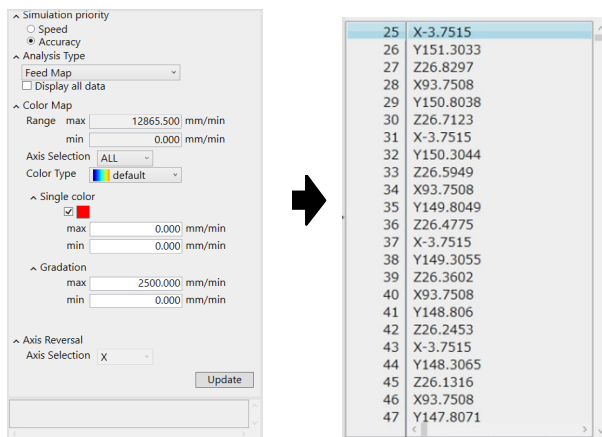 Simulation priority
Speed
Accuracy
Analysis Type
Feed Map
Display all data
Color Map
Range max 12865.500 mm/min
min 0.000 mm/min
Axis Selection ALL
Color Type default
Single color
max 0.000 mm/min
min 0.000 mm/min
Gradation
max 2500.000 mm/min
min 0.000 mm/min
Axis Reversal
Axis Selection X
Update
25 X-3.7515
26 Y151.3033
27 Z26.8297
28 X93.7508
29 Y150.8038
30 Z26.7123
31 X-3.7515
32 Y150.3044
33 Z26.5949
34 X93.7508
35 Y149.8049
36 Z26.4775
37 X-3.7515
38 Y149.3055
39 Z26.3602
40 X93.7508
41 Y148.806
42 Z26.2453
43 X-3.7515
44 Y148.3065
45 Z26.1316
46 X93.7508
47 Y147.8071